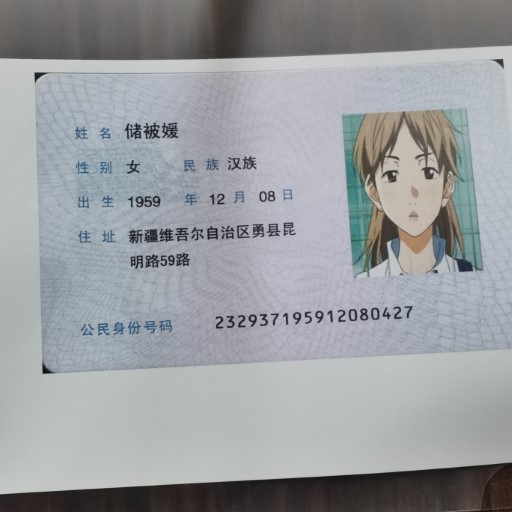 姓名 储被媛
性别 女 民族 汉族
出生 1959 年 12 月 08 日
住址 新疆维吾尔自治区勇县昆
明路59路
公民身份号码 232937195912080427